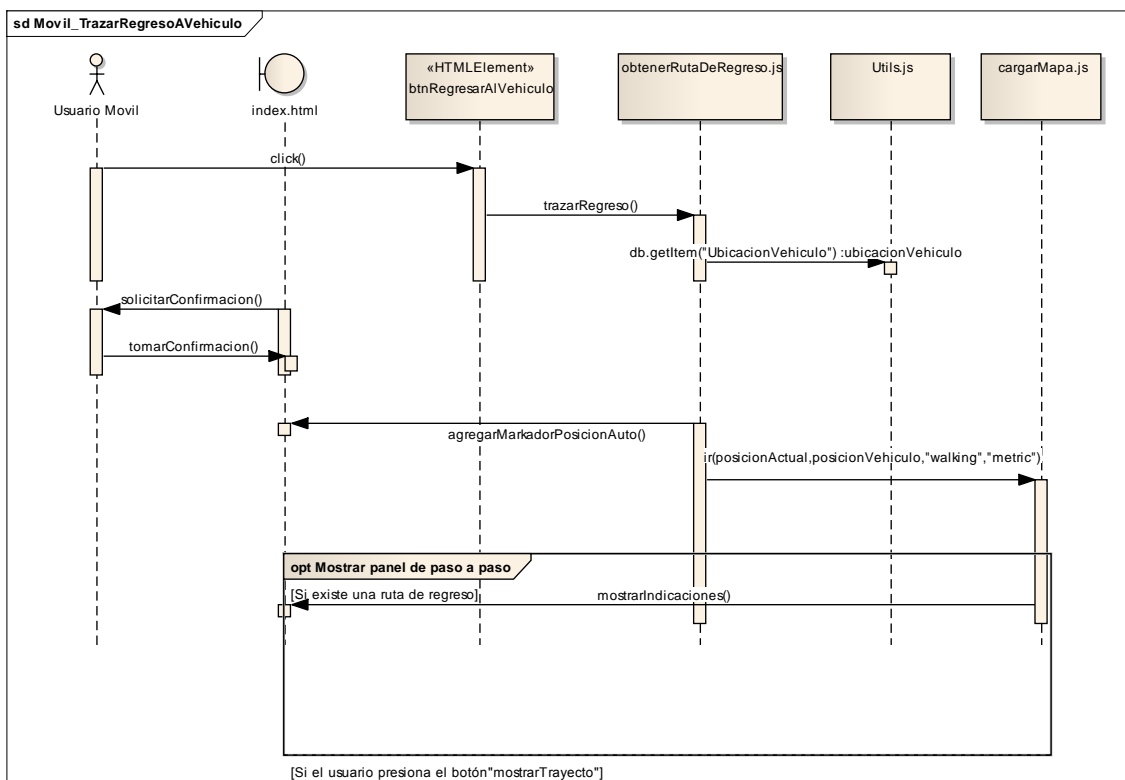 sd Movil_TrazarRegresoAVehiculo
Usuario Movil
index.html
«HTMLElement»
btnRegresarAlVehiculo
obtenerRutaDeRegreso.js
Utils.js
cargarMapa.js
click()
trazarRegreso()
db.getItem("UbicacionVehiculo") :ubicacionVehiculo
solicitarConfirmacion()
tomarConfirmacion()
agregarMarkadorPosicionAuto()
ir(posicionActual,posicionVehiculo,"walking","metric")
opt Mostrar panel de paso a paso
[Si existe una ruta de regreso]
mostrarIndicaciones()
[Si el usuario presiona el botón"mostrarTrayecto"]